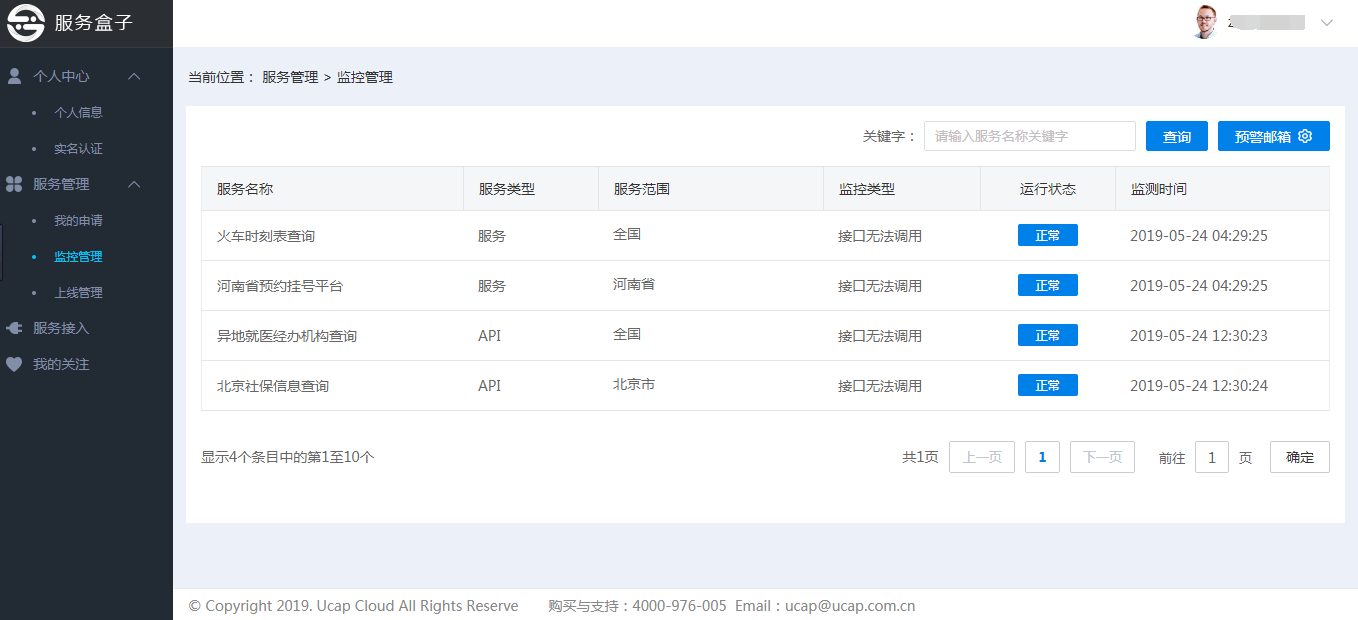 服务盒子
个人中心
个人信息
实名认证
服务管理
我的申请
监控管理
上线管理
服务接入
我的关注
当前位置： 服务管理 > 监控管理
关键字： 请输入服务名称关键字 查询 预警邮箱
服务名称 服务类型 服务范围 监控类型 运行状态 监测时间
火车时刻表查询 服务 全国 接口无法调用 正常 2019-05-24 04:29:25
河南省预约挂号平台 服务 河南省 接口无法调用 正常 2019-05-24 04:29:25
异地就医经办机构查询 API 全国 接口无法调用 正常 2019-05-24 12:30:23
北京社保信息查询 API 北京市 接口无法调用 正常 2019-05-24 12:30:24
显示4个条目中的第1至10个 共1页 上一页 1 下一页 前往 1 页 确定
© Copyright 2019. Ucap Cloud All Rights Reserve 购买与支持：4000-976-005 Email：ucap@ucap.com.cn